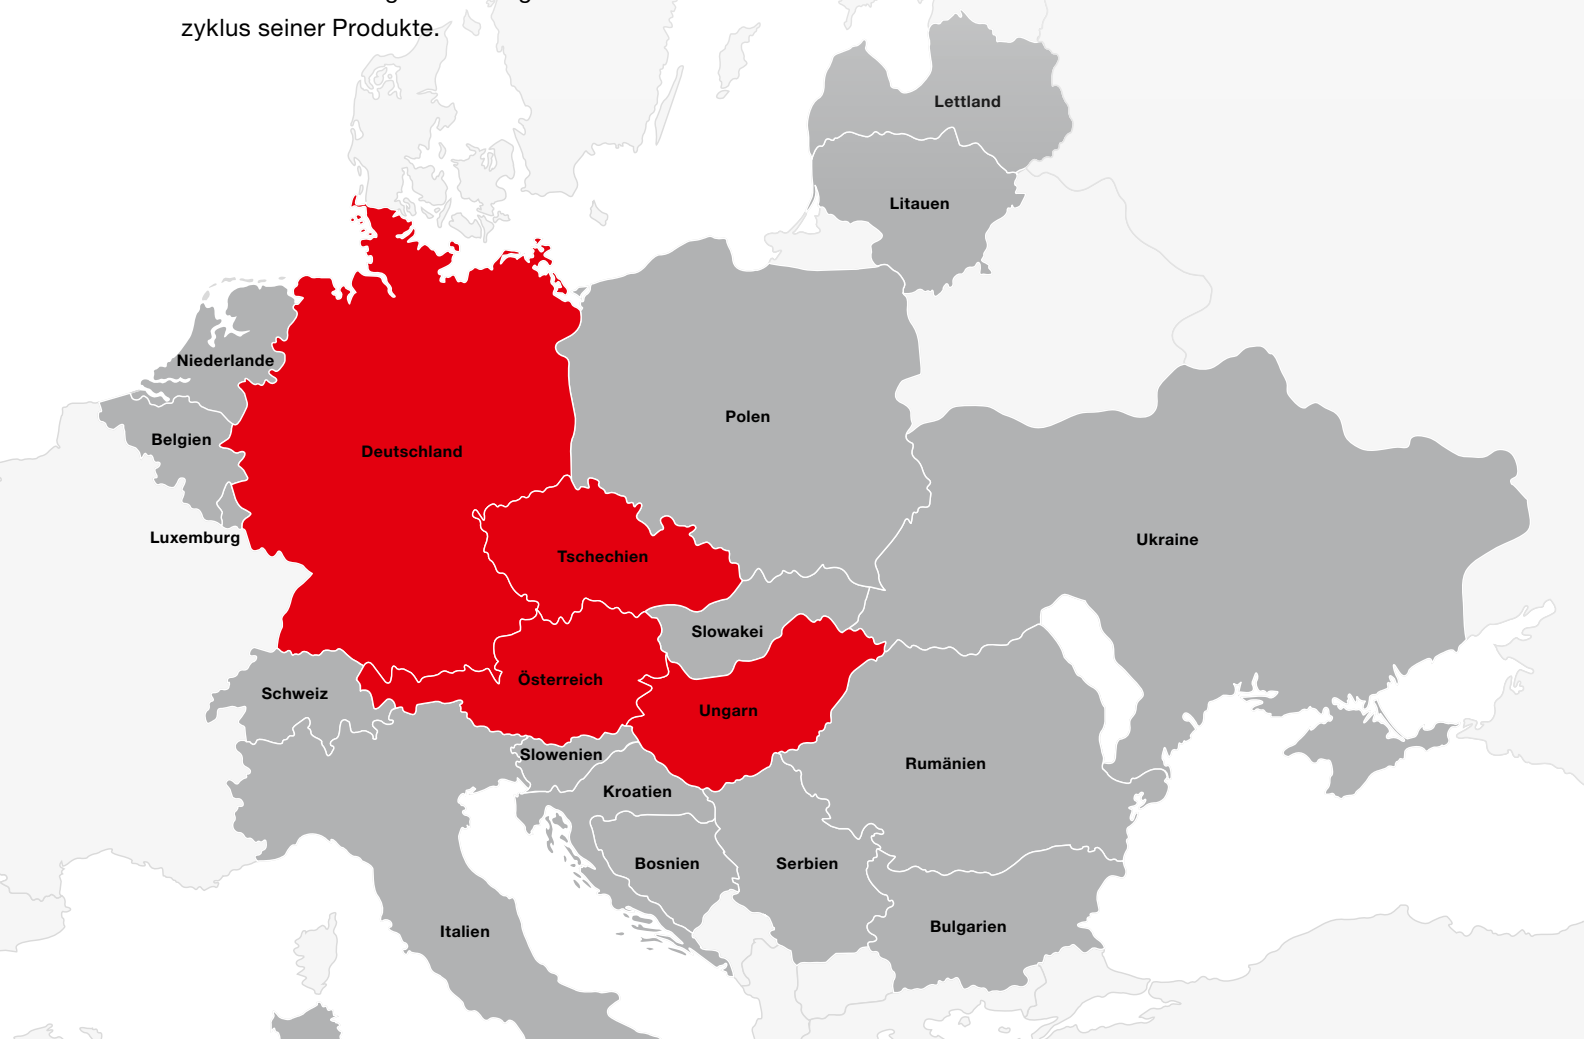 zyklus seiner Produkte.
Lettland
Litauen
Niederlande
Polen
Belgien
Deutschland
Luxemburg
Ukraine
Tschechien
Slowakei
Österreich
Schweiz
Ungarn
Slowenien
Rumänien
Kroatien
Bosnien
Serbien
Bulgarien
Italien